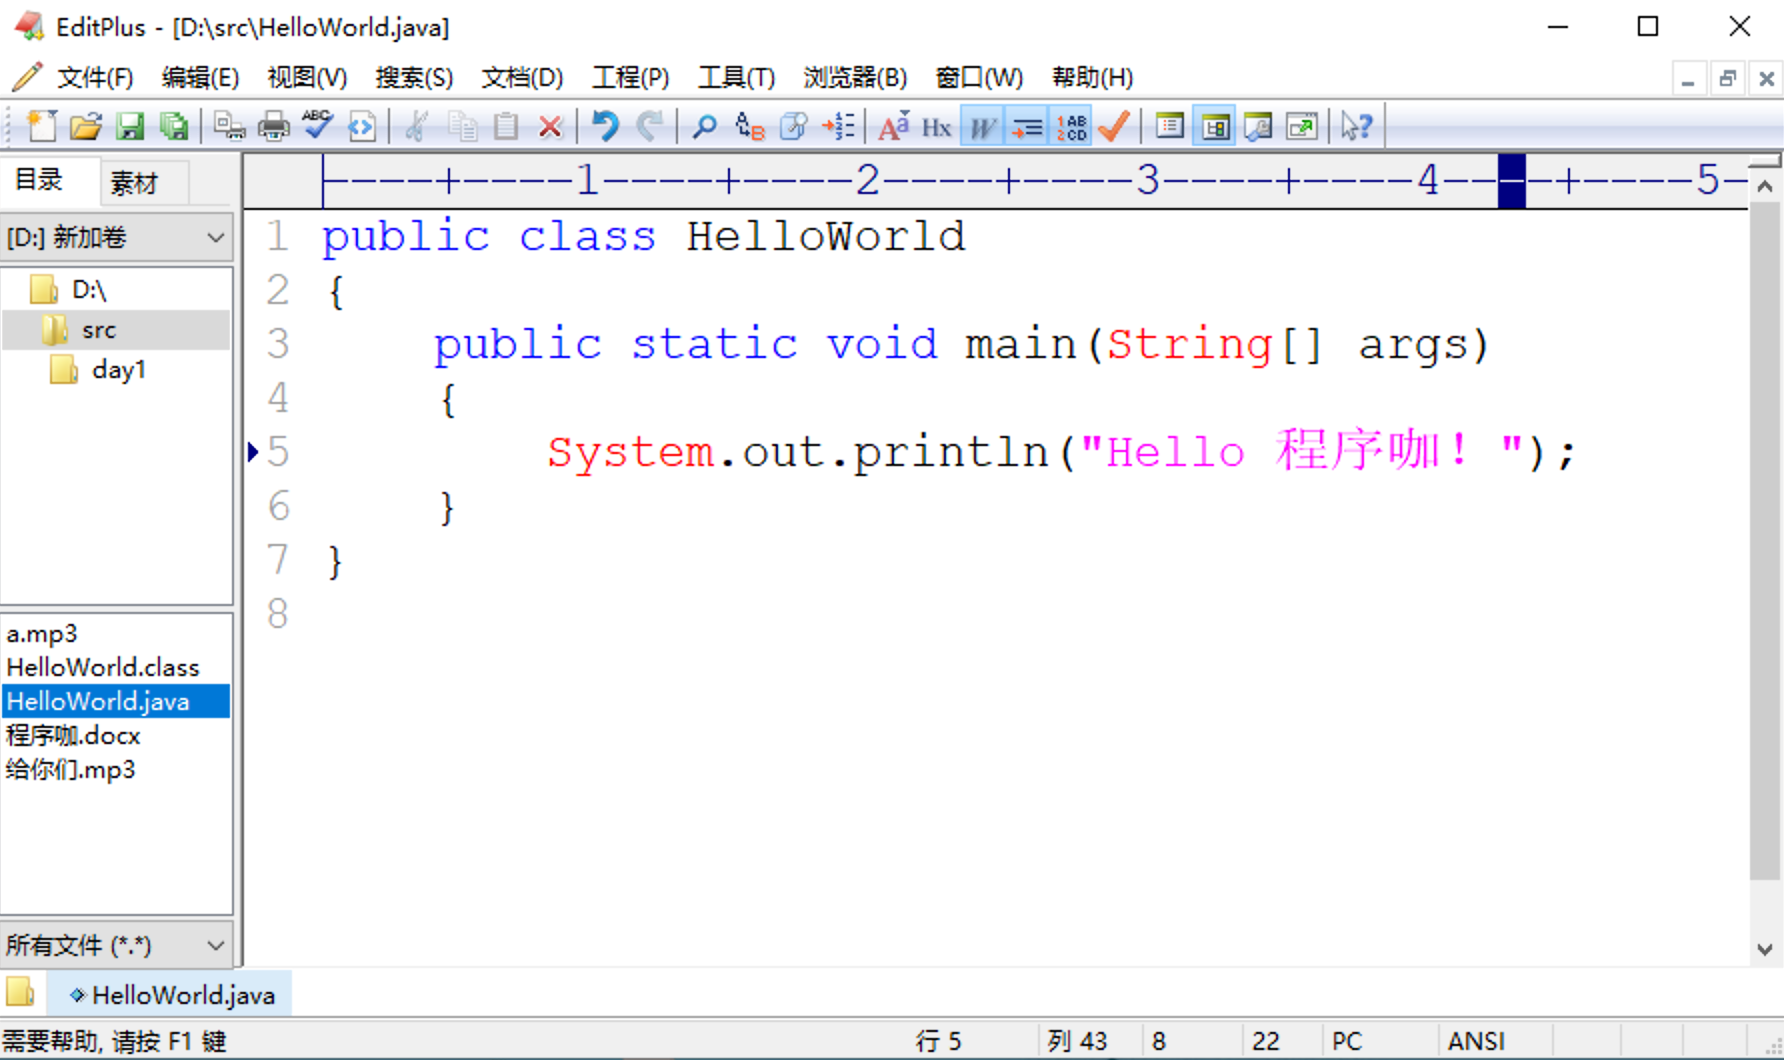 EditPlus - [D:\src\HelloWorld.java]
文件(F) 编辑(E) 视图(V) 搜索(S) 文档(D) 工程(P) 工具(T) 浏览器(B) 窗口(W) 帮助(H)
目录 素材
[D:] 新加卷
D:\
src
day1
a.mp3
HelloWorld.class
HelloWorld.java
程序咖.docx
给你们.mp3
所有文件 (*.*)
----+----1----+----2----+----3----+----4----+----5-
1 public class HelloWorld
2 {
3 public static void main(String[] args)
4 {
5 System.out.println("Hello 程序咖！");
6 }
7 }
8
HelloWorld.java
需要帮助, 请按 F1 键 行 5 列 43 8 22 PC ANSI